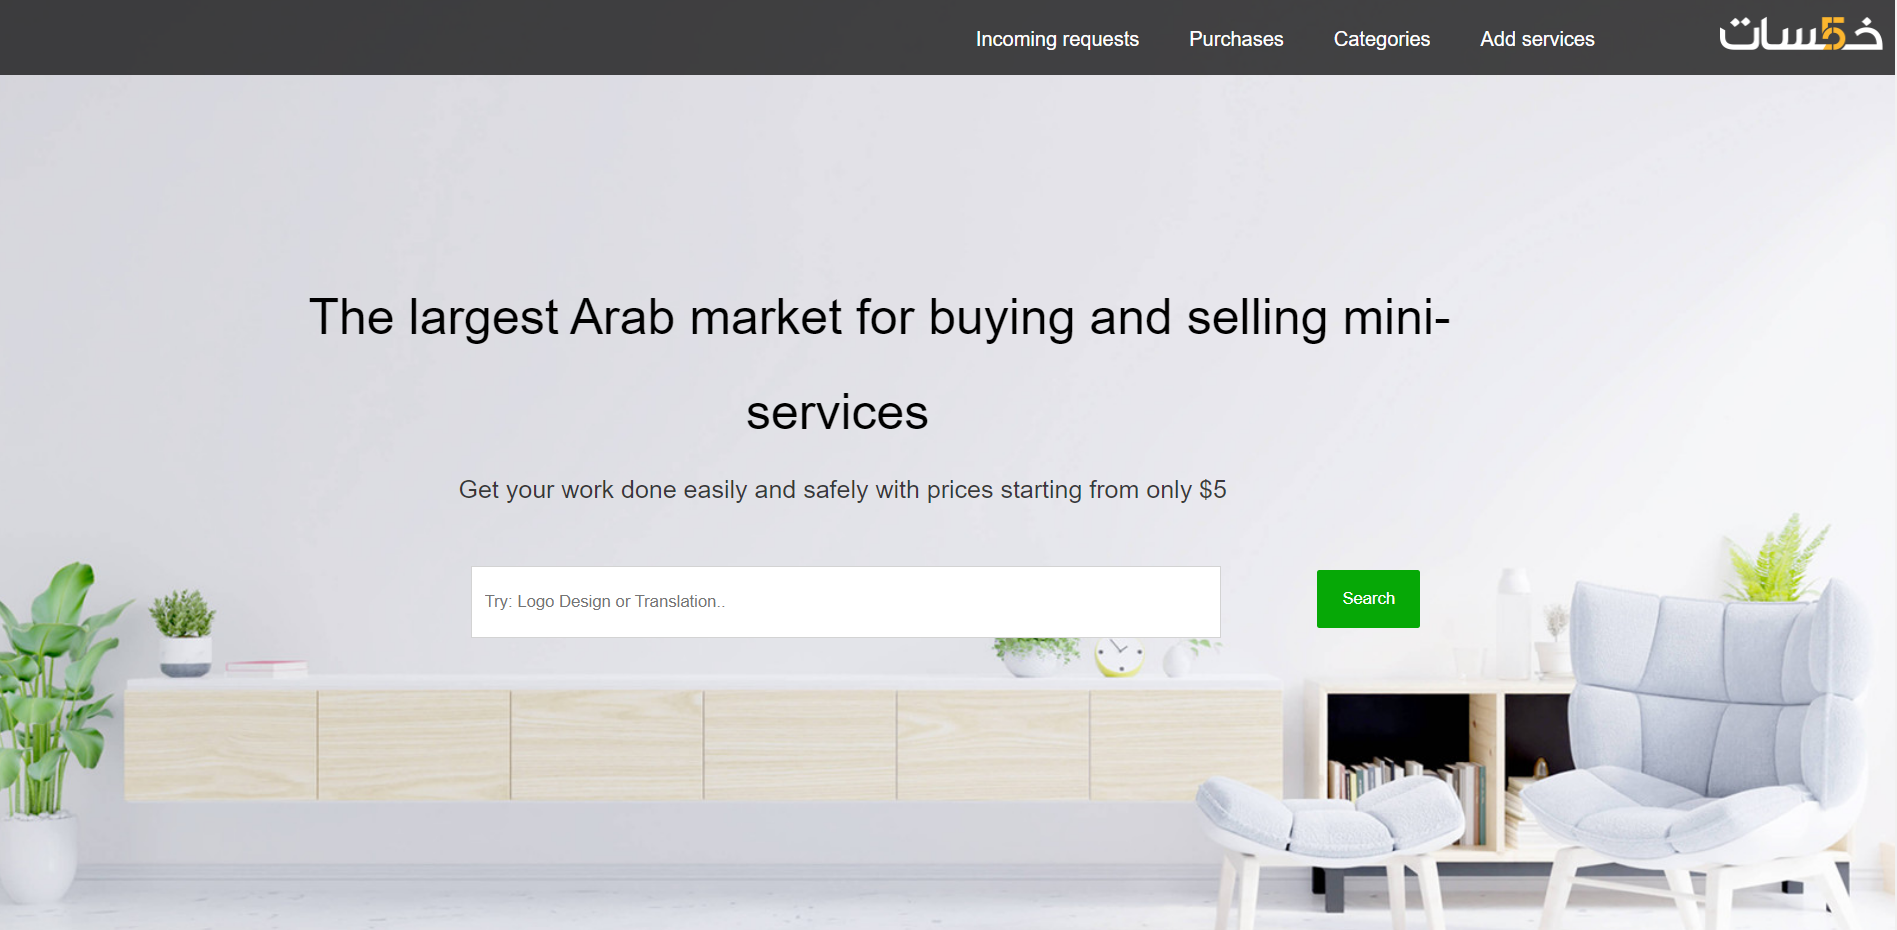 Incoming requests Purchases Categories Add services خمسات
The largest Arab market for buying and selling mini-
services
Get your work done easily and safely with prices starting from only $5
Try: Logo Design or Translation..
Search